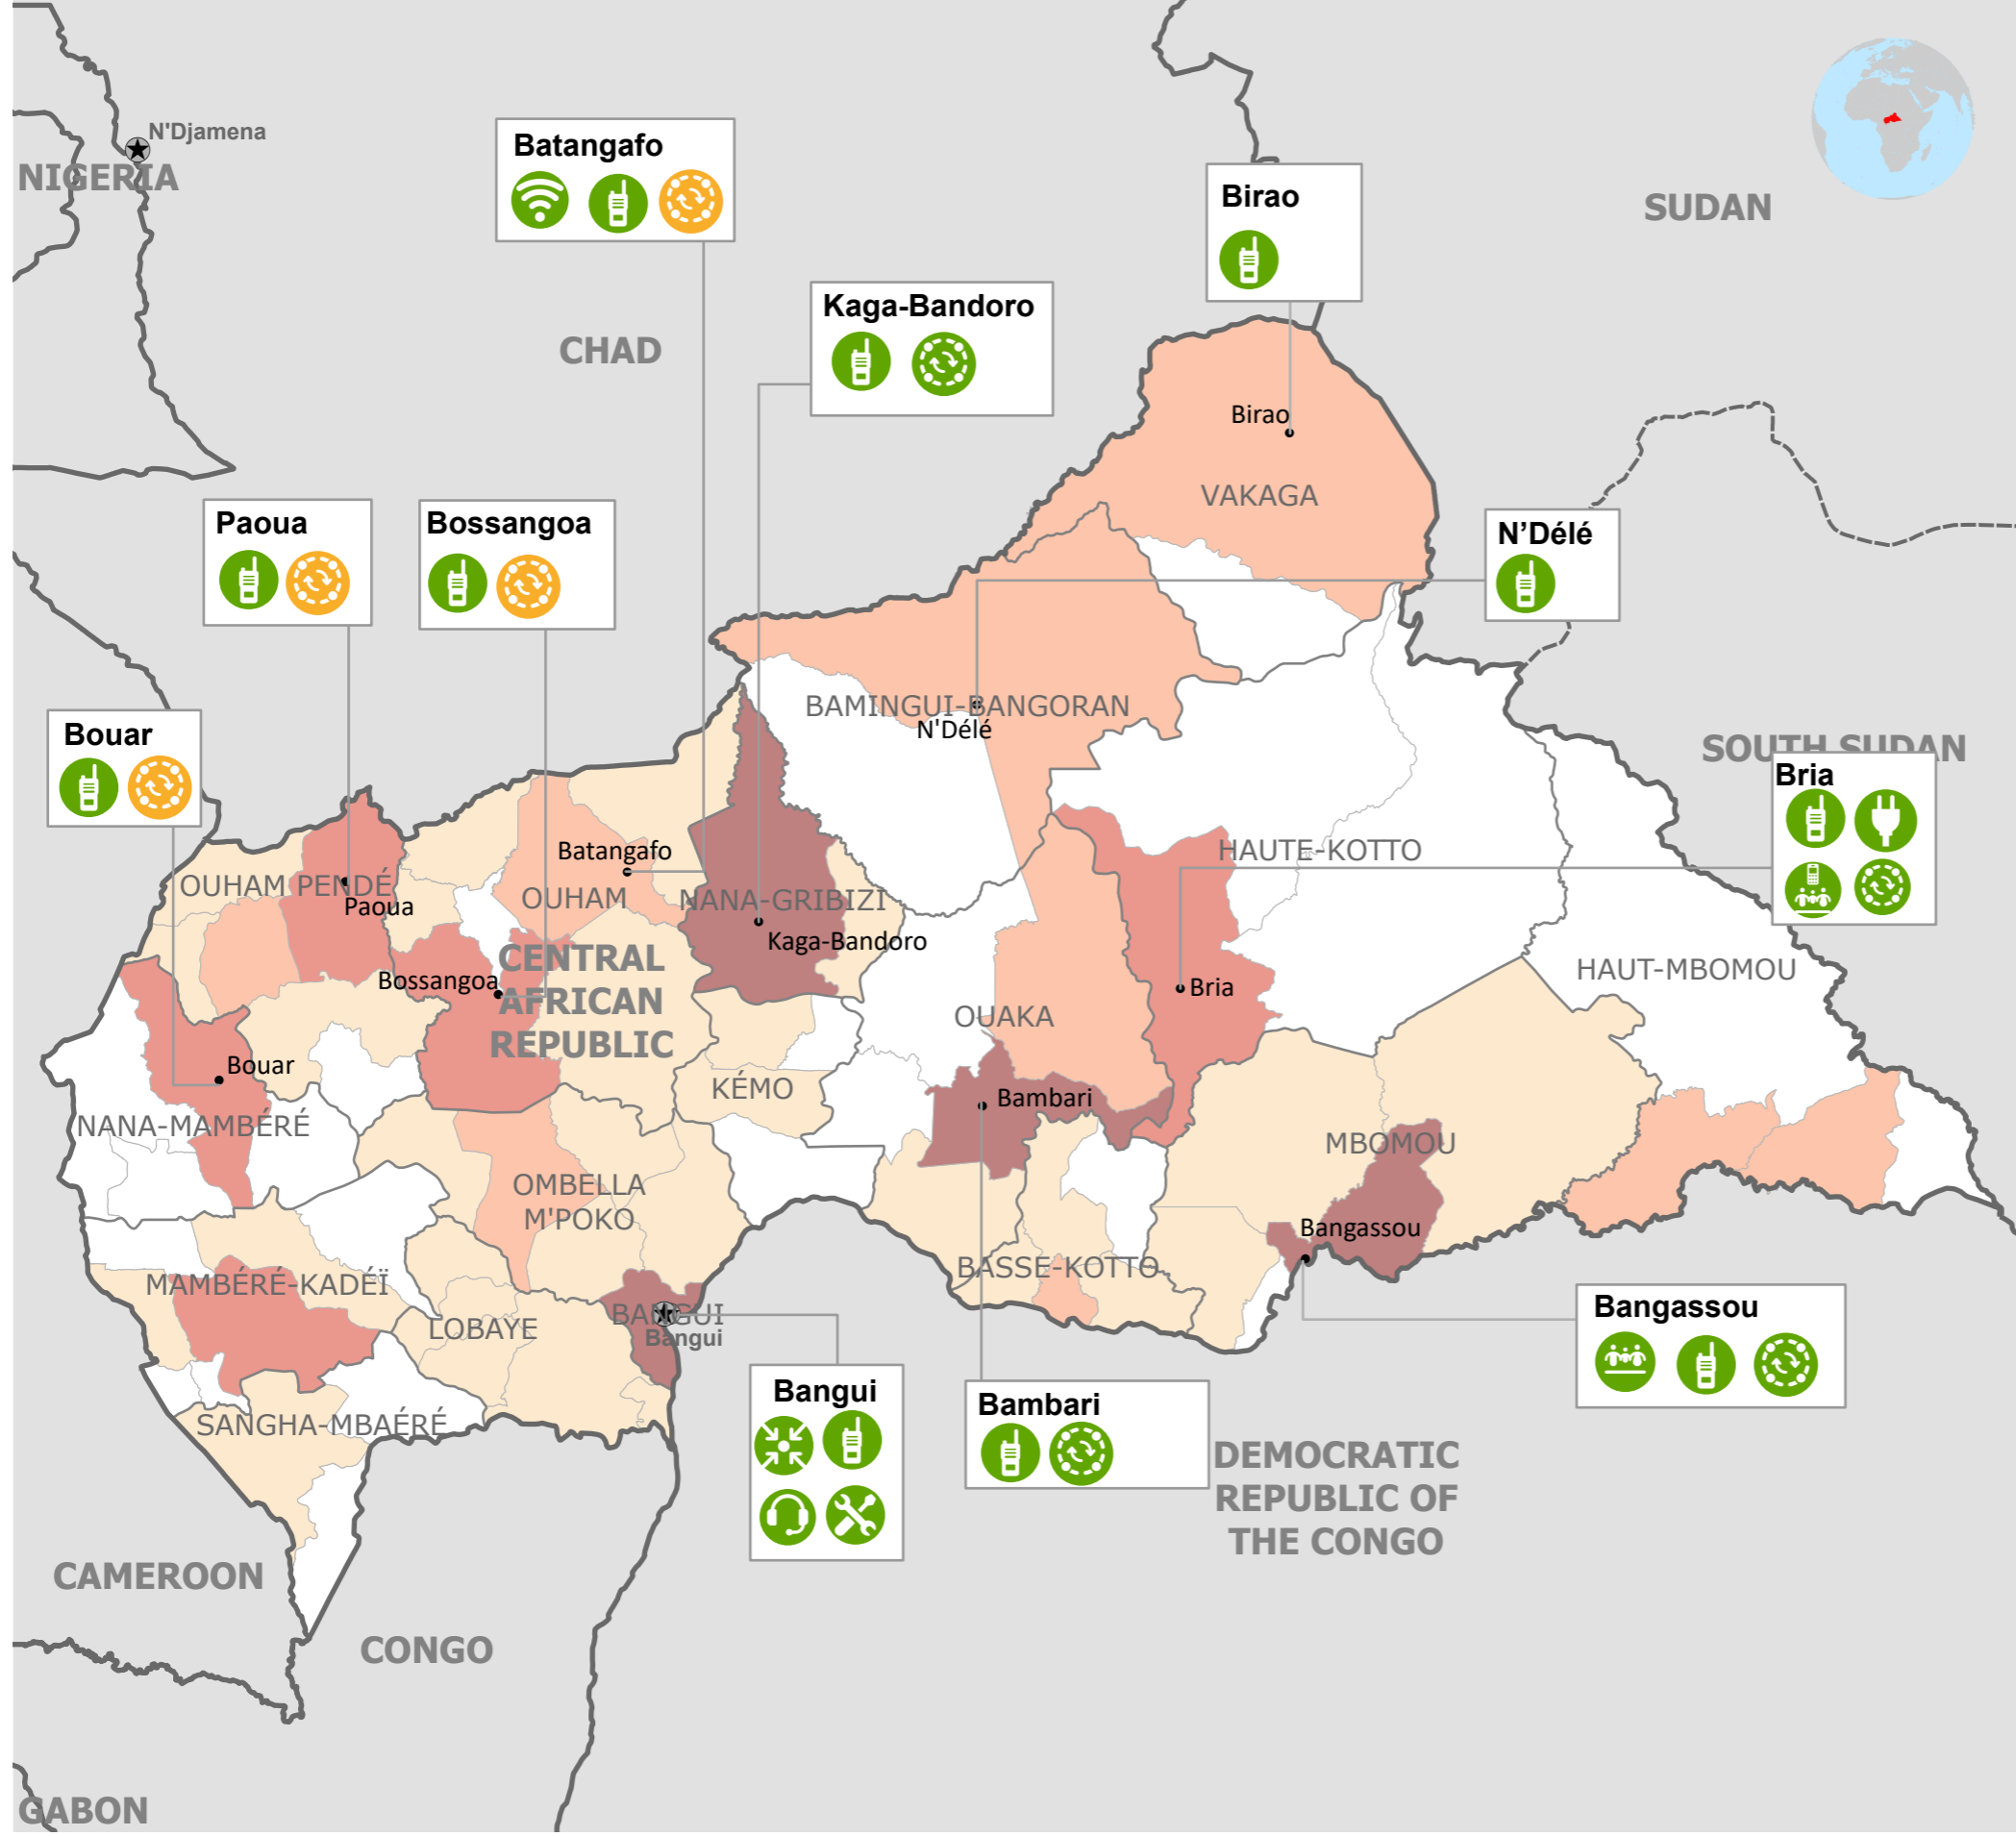 N'Djamena
NIGERIA
Batangafo
Birao
SUDAN
Kaga-Bandoro
CHAD
Birao
VAKAGA
Paoua
Bossangoa
N’Délé
BAMINGUI-BANGORAN
N'Délé
Bouar
SOUTH SUDAN
Bria
Batangafo
HAUTE-KOTTO
OUHAM PENDÉ
Paoua
OUHAM
NANA-GRIBIZI
Kaga-Bandoro
CENTRAL
AFRICAN
REPUBLIC
Bossangoa
HAUT-MBOMOU
Bria
OUAKA
Bouar
KÉMO
Bambari
NANA-MAMBÉRÉ
MBOMOU
OMBELLA
M'POKO
Bangassou
BASSE-KOTTO
MAMBÉRÉ-KADÉÏ
LOBAYE
BANGUI
Bangui
Bangassou
Bangui
Bambari
SANGHA-MBAÉRÉ
DEMOCRATIC
REPUBLIC OF
THE CONGO
CAMEROON
CONGO
GABON